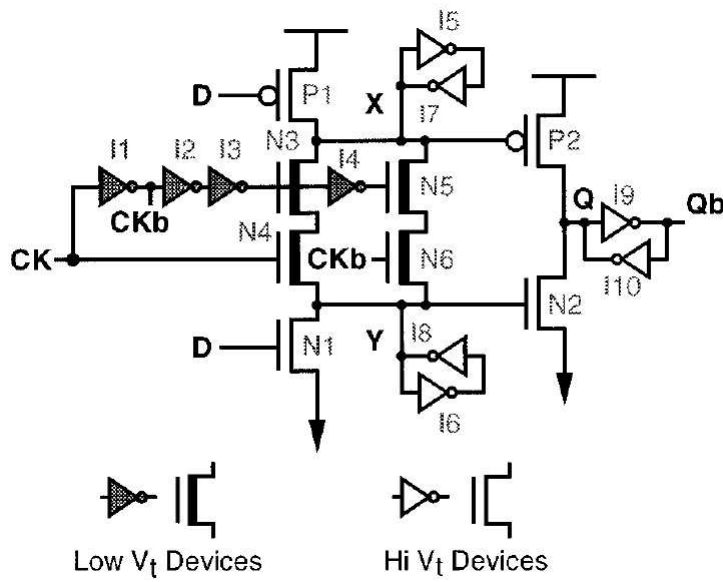 I5
D
P1
X
I7
N3
P2
I1
I2
I3
I4
N5
Q
I9
Qb
CKb
N4
CK
CKb
N6
I10
N2
D
N1
Y
I8
I6
Low Vt Devices
Hi Vt Devices